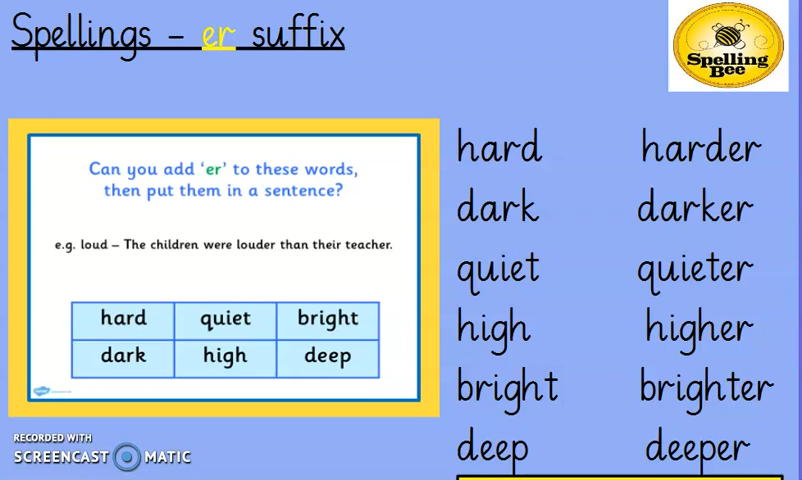 Spellings – er suffix
Spelling
Bee
Can you add ‘er’ to these words,
then put them in a sentence?
e.g. loud – The children were louder than their teacher.
hard quiet bright
dark high deep
hard harder
dark darker
quiet quieter
high higher
bright brighter
deep deeper
RECORDED WITH
SCREENCAST MATIC